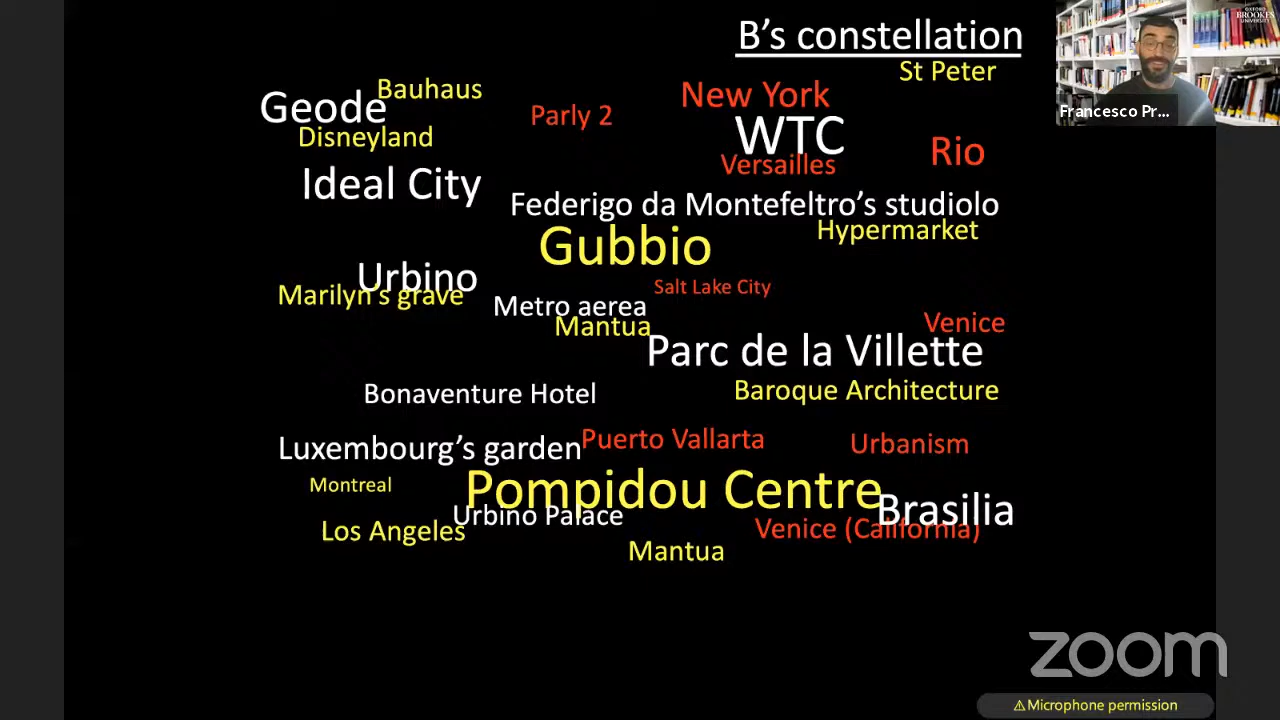 B’s constellation
St Peter
OXFORD
BROOKES
UNIVERSITY
Francesco Pr...
Bauhaus
Geode
Disneyland
Parly 2
New York
WTC
Versailles
Rio
Ideal City
Federigo da Montefeltro’s studiolo
Hypermarket
Gubbio
Urbino
Marilyn’s grave
Salt Lake City
Metro aerea
Mantua
Venice
Parc de la Villette
Bonaventure Hotel
Baroque Architecture
Luxembourg’s garden
Puerto Vallarta
Urbanism
Montreal
Pompidou Centre
Brasilia
Urbino Palace
Los Angeles
Venice (California)
Mantua
zoom
⚠Microphone permission